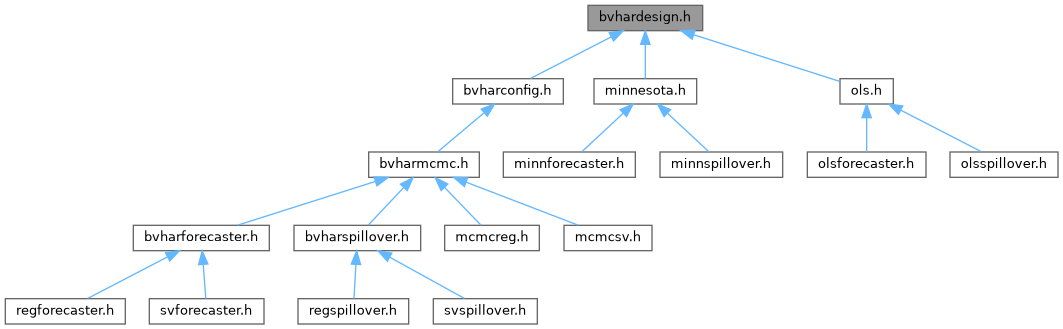 bvhardesign.h
bvharconfig.h
minnesota.h
ols.h
bvharmcmc.h
minnforecaster.h
minnspillover.h
olsforecaster.h
olsspillover.h
bvharforecaster.h
bvharspillover.h
mcmcreg.h
mcmcsv.h
regforecaster.h
svforecaster.h
regspillover.h
svspillover.h